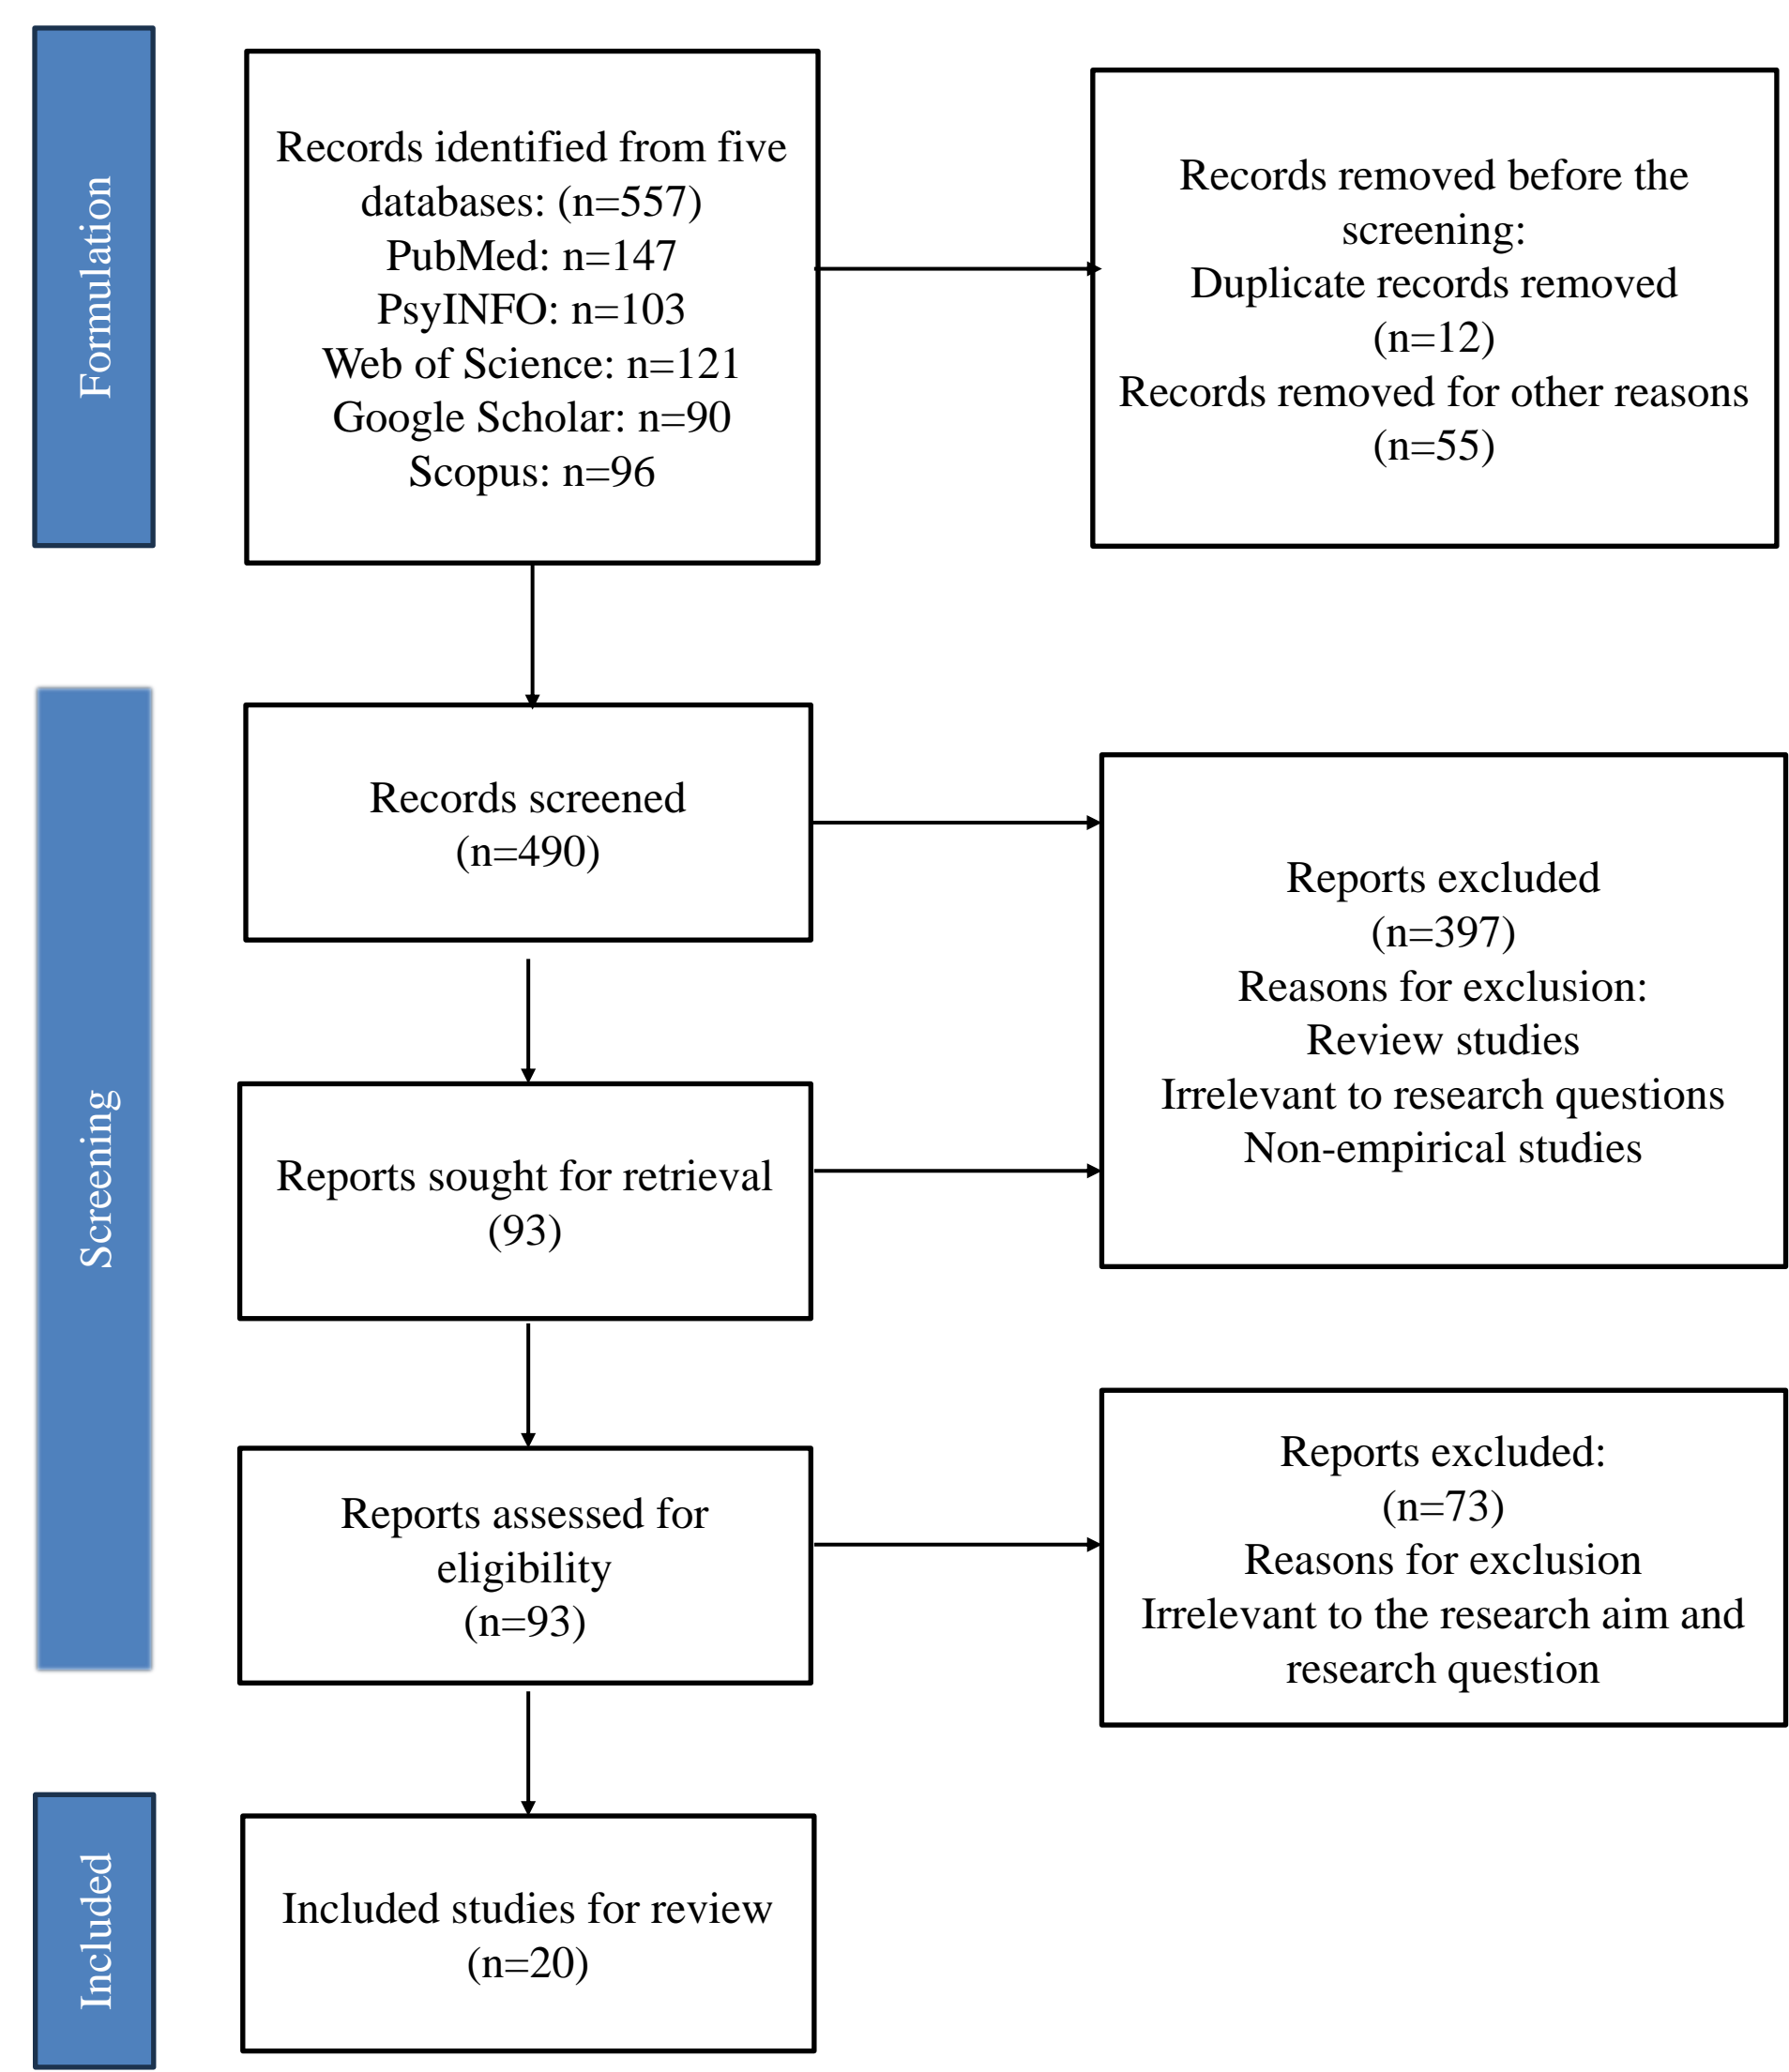 Formulation
Records identified from five
databases: (n=557)
PubMed: n=147
PsyINFO: n=103
Web of Science: n=121
Google Scholar: n=90
Scopus: n=96
Records removed before the
screening:
Duplicate records removed
(n=12)
Records removed for other reasons
(n=55)
Screening
Records screened
(n=490)
Reports excluded
(n=397)
Reasons for exclusion:
Review studies
Irrelevant to research questions
Non-empirical studies
Reports sought for retrieval
(93)
Reports assessed for
eligibility
(n=93)
Reports excluded:
(n=73)
Reasons for exclusion
Irrelevant to the research aim and
research question
Included
Included studies for review
(n=20)